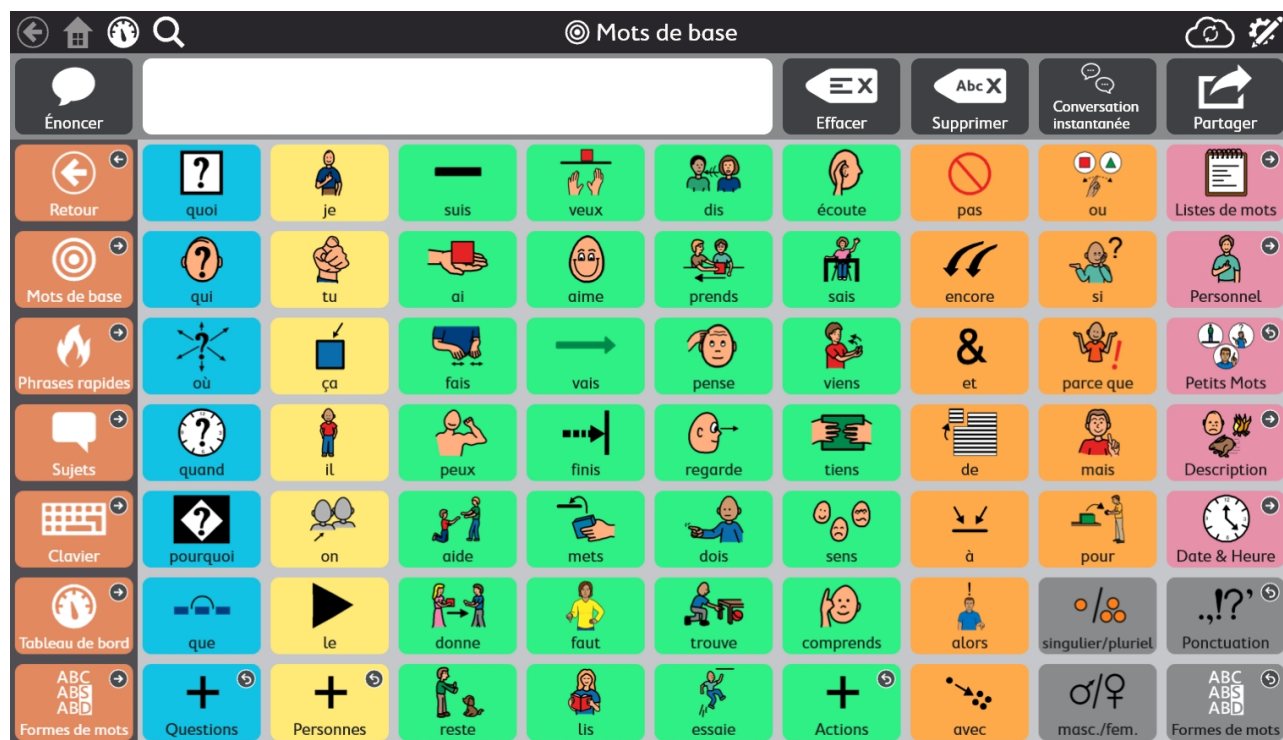 Mots de base
Énoncer
Effacer
Abc X
Supprimer
Conversation
instantanée
Partager
Retour
quoi
je
suis
veux
dis
écoute
pas
ou
Listes de mots
Mots de base
?
qui
tu
ai
aime
prends
sais
encore
?
si
Personnel
Phrases rapides
?
où
ça
fais
vais
pense
viens
&
et
!
parce que
Petits Mots
Sujets
?
quand
il
peux
finis
regarde
tiens
de
mais
Description
Clavier
?
pourquoi
on
aide
mets
dois
sens
à
pour
Date & Heure
Tableau de bord
que
le
donne
faut
trouve
comprends
!
alors
singulier/pluriel
.,!?’
Ponctuation
ABC
ABS
ABD
Formes de mots
+
Questions
+
Personnes
reste
lis
essaie
+
Actions
avec
♂/♀
masc./fem.
ABC
ABS
ABD
Formes de mots